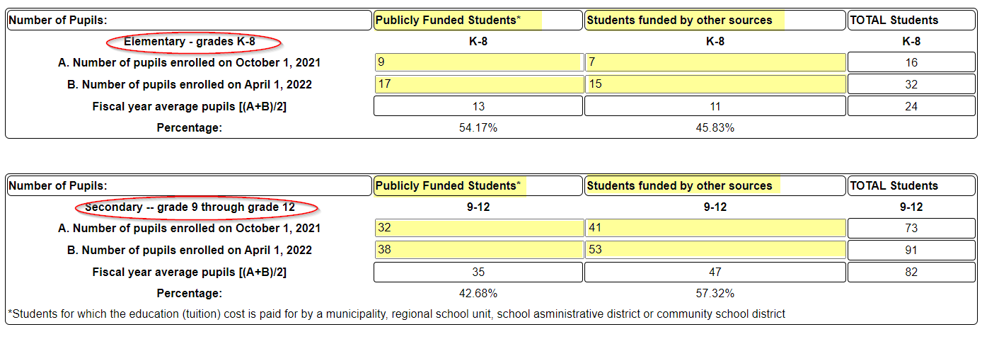 Number of Pupils: Publicly Funded Students* Students funded by other sources TOTAL Students
Elementary - grades K-8 K-8 K-8 K-8
A. Number of pupils enrolled on October 1, 2021 9 7 16
B. Number of pupils enrolled on April 1, 2022 17 15 32
Fiscal year average pupils [(A+B)/2] 13 11 24
Percentage: 54.17% 45.83%
Number of Pupils: Publicly Funded Students* Students funded by other sources TOTAL Students
Secondary -- grade 9 through grade 12 9-12 9-12 9-12
A. Number of pupils enrolled on October 1, 2021 32 41 73
B. Number of pupils enrolled on April 1, 2022 38 53 91
Fiscal year average pupils [(A+B)/2] 35 47 82
Percentage: 42.68% 57.32%
*Students for which the education (tuition) cost is paid for by a municipality, regional school unit, school asministrative district or community school district